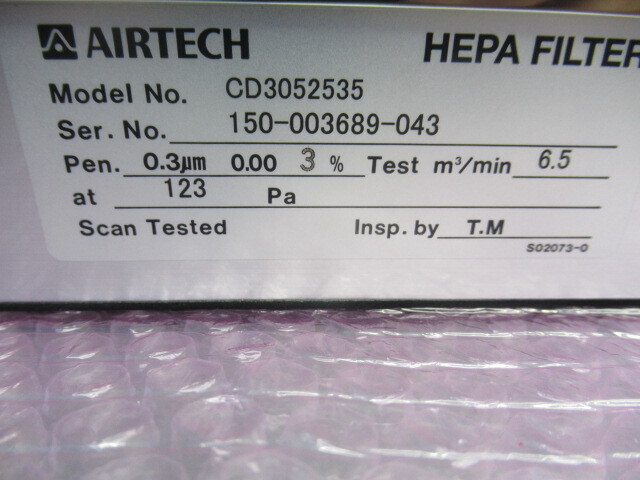 AIRTECH HEPA FILTER
Model No. CD3052535
Ser. No. 150-003689-043
Pen. 0.3μm 0.00 3 % Test m³/min 6.5
at 123 Pa
Scan Tested Insp. by T.M
S02073-0